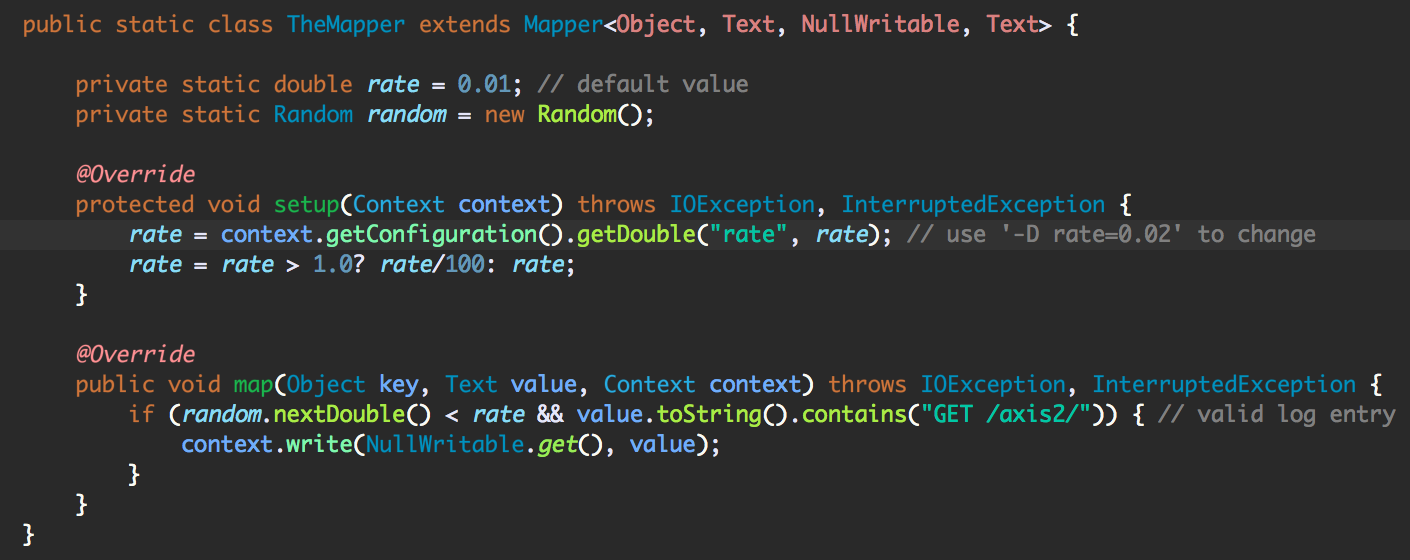 public static class TheMapper extends Mapper<Object, Text, NullWritable, Text> {
private static double rate = 0.01; // default value
private static Random random = new Random();
@Override
protected void setup(Context context) throws IOException, InterruptedException {
rate = context.getConfiguration().getDouble("rate", rate); // use '-D rate=0.02' to change
rate = rate > 1.0? rate/100: rate;
}
@Override
public void map(Object key, Text value, Context context) throws IOException, InterruptedException {
if (random.nextDouble() < rate && value.toString().contains("GET /axis2/")) { // valid log entry
context.write(NullWritable.get(), value);
}
}
}